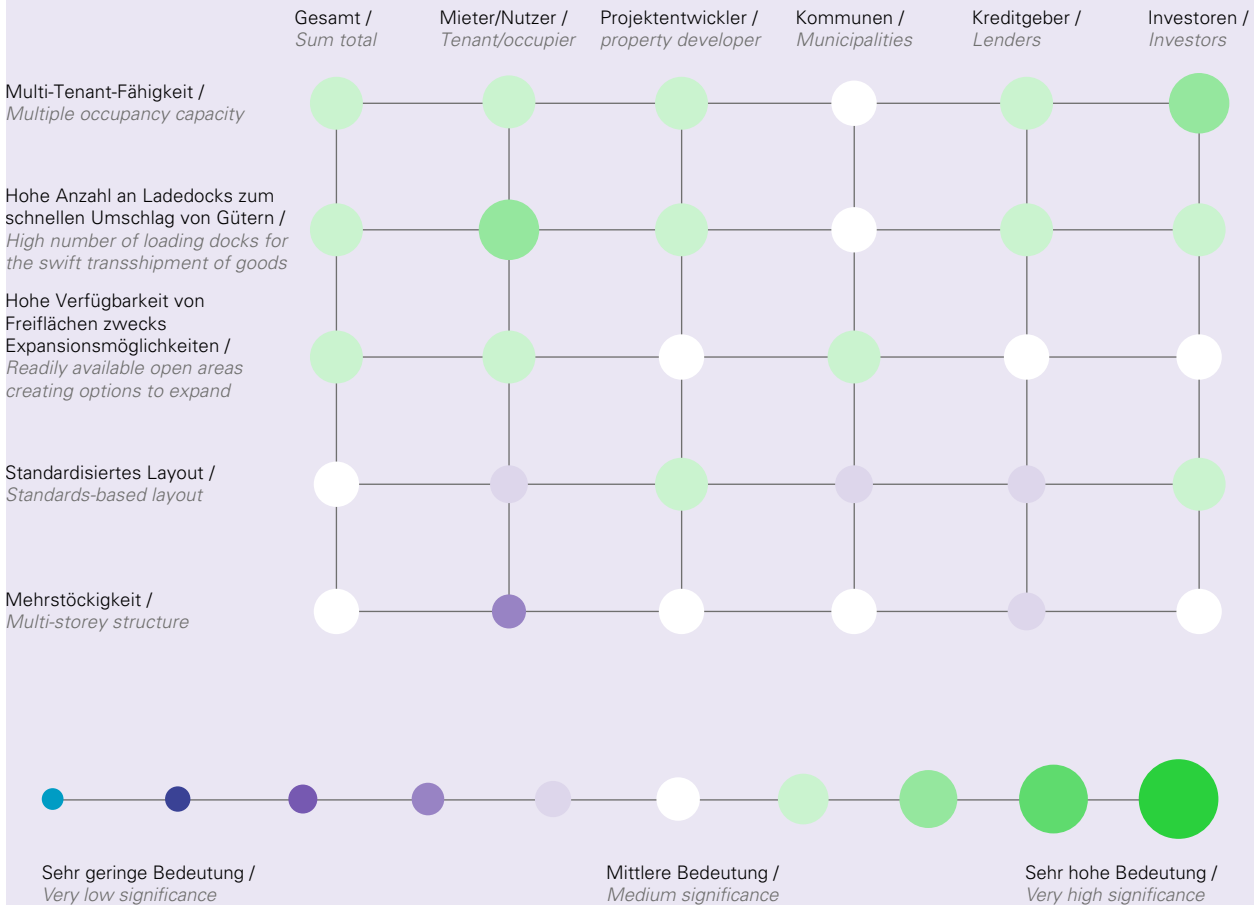 Gesamt /
Sum total
Mieter/Nutzer /
Tenant/occupier
Projektentwickler /
property developer
Kommunen /
Municipalities
Kreditgeber /
Lenders
Investoren /
Investors
Multi-Tenant-Fähigkeit /
Multiple occupancy capacity
Hohe Anzahl an Ladedocks zum
schnellen Umschlag von Gütern /
High number of loading docks for
the swift transshipment of goods
Hohe Verfügbarkeit von
Freiflächen zwecks
Expansionsmöglichkeiten /
Readily available open areas
creating options to expand
Standardisiertes Layout /
Standards-based layout
Mehrstöckigkeit /
Multi-storey structure
Sehr geringe Bedeutung /
Very low significance
Mittlere Bedeutung /
Medium significance
Sehr hohe Bedeutung /
Very high significance